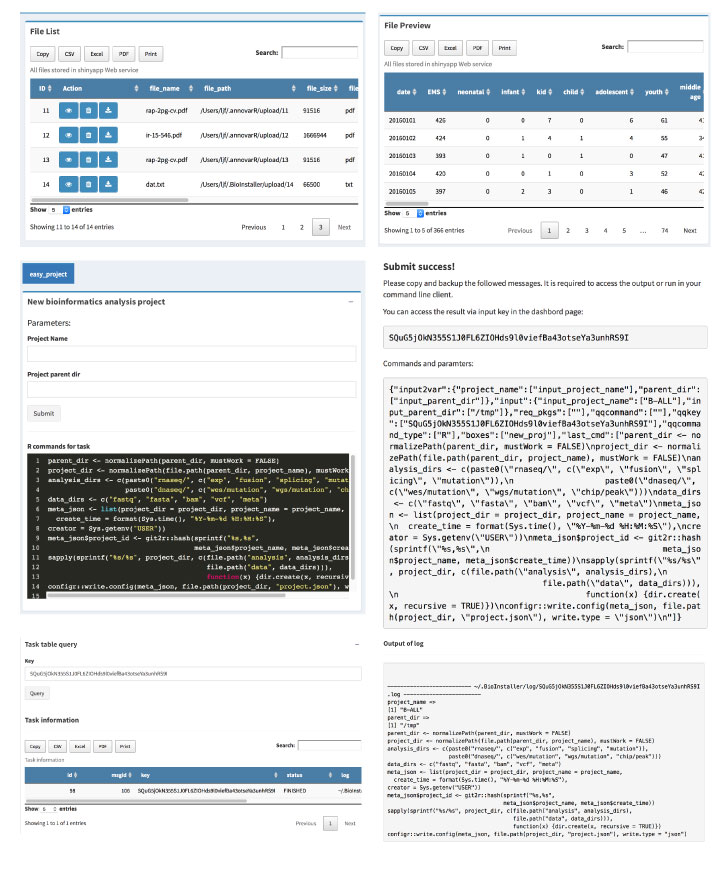 File List
Copy CSV Excel PDF Print Search:
All files stored in shinyapp Web service
ID Action file_name file_path file_size file
11 rap-2pg-cv.pdf /Users/ljf/.annovarR/upload/11 91516 pdf
12 ir-15-546.pdf /Users/ljf/.annovarR/upload/12 1666944 pdf
13 rap-2pg-cv.pdf /Users/ljf/.annovarR/upload/13 91516 pdf
14 dat.txt /Users/ljf/.BioInstaller/upload/14 66500 txt
Show 5 entries
Showing 11 to 14 of 14 entries Previous 1 2 3 Next
File Preview
Copy CSV Excel PDF Print Search:
All files stored in shinyapp Web service
date EMS neonatal infant kid child adolescent youth middle age
20160101 426 0 0 7 0 6 61 4
20160102 424 0 1 4 1 4 55 3
20160103 393 0 1 0 1 0 47 4
20160104 420 0 0 1 0 3 52 4
20160105 397 0 2 3 0 1 46 4
Show 5 entries
Showing 1 to 5 of 366 entries Previous 1 2 3 4 5 ... 74 Next
easy_project
New bioinformatics analysis project −
Parameters:
Project Name
Project parent dir
Submit
R commands for task
1 parent_dir <- normalizePath(parent_dir, mustWork = FALSE)
2 project_dir <- normalizePath(file.path(parent_dir, project_name), mustWork
3 analysis_dirs <- c(paste0("rnaseq/", c("exp", "fusion", "splicing", "mutat
4 paste0("dnaseq/", c("wes/mutation", "wgs/mutation", "chip
5 data_dirs <- c("fastq", "fasta", "bam", "vcf", "meta")
6 meta_json <- list(project_dir = project_dir, project_name = project_name,
7 create_time = format(Sys.time(), "%Y-%m-%d %H:%M:%S"),
8 creator = Sys.getenv("USER"))
9 meta_json$project_id <- git2r::hash(sprintf("%s,%s",
10 meta_json$project_name, meta_json$crea
11 sapply(sprintf("%s/%s", project_dir, c(file.path("analysis", analysis_dirs
12 file.path("data", data_dirs))),
13 function(x) {dir.create(x, recursiv
14 configr::write.config(meta_json, file.path(project_dir, "project.json"), w
15
Submit success!
Please copy and backup the followed messages. It is required to access the output or run in your
command line client.
You can access the result via input key in the dashbord page:
SQuG5jOkN355S1J0FL6ZIOHds9l0viefBa43otseYa3unhRS9I
Commands and paramters:
{"input2var":{"project_name":["input_project_name"],"parent_dir":
["input_parent_dir"]},"input":{"input_project_name":["B-ALL"],"in
put_parent_dir":["/tmp"]},"req_pkgs":[""],"qqcommand":[""],"qqkey
":["SQuG5jOkN355S1J0FL6ZIOHds9l0viefBa43otseYa3unhRS9I"],"qqcomm
and_type":["R"],"boxes":["new_proj"],"last_cmd":["parent_dir <- no
rmalizePath(parent_dir, mustWork = FALSE)\nproject_dir <- normali
zePath(file.path(parent_dir, project_name), mustWork = FALSE)\nan
alysis_dirs <- c(paste0(\"rnaseq/\", c(\"exp\", \"fusion\", \"spl
icing\", \"mutation\")),\n paste0(\"dnaseq/\",
c(\"wes/mutation\", \"wgs/mutation\", \"chip/peak\")))\ndata_dirs
<- c(\"fastq\", \"fasta\", \"bam\", \"vcf\", \"meta\")\nmeta_jso
n <- list(project_dir = project_dir, project_name = project_name,
\n create_time = format(Sys.time(), \"%Y-%m-%d %H:%M:%S\"),\ncre
ator = Sys.getenv(\"USER\"))\nmeta_json$project_id <- git2r::hash
(sprintf(\"%s,%s\",\n meta_jso
n$project_name, meta_json$create_time))\nsapply(sprintf(\"%s/%s\"
, project_dir, c(file.path(\"analysis\", analysis_dirs),\n
file.path(\"data\", data_dirs))),
\n function(x) {dir.create(
x, recursive = TRUE)})\nconfigr::write.config(meta_json, file.pat
h(project_dir, \"project.json\"), write.type = \"json\")\n"]}
Task table query −
Key
SQuG5jOkN355S1J0FL6ZIOHds9l0viefBa43otseYa3unhRS9I
Query
Task information
Copy CSV Excel PDF Print Search:
Task information
id msgid key status log
58 105 SQuG5jOkN355S1J0FL6ZIOHds9l0viefBa43otseYa3unhRS9I FINISHED ~/.BioInsta
Show 5 entries
Showing 1 to 1 of 1 entries Previous 1 Next
Output of log
------------------------ ~/.BioInstaller/log/SQuG5jOkN355S1J0FL6ZIOHds9l0viefBa43otseYa3unhRS9I
.log ------------------------
project_name =>
[1] "B-ALL"
parent_dir =>
[1] "/tmp"
parent_dir <- normalizePath(parent_dir, mustWork = FALSE)
project_dir <- normalizePath(file.path(parent_dir, project_name), mustWork = FALSE)
analysis_dirs <- c(paste0("rnaseq/", c("exp", "fusion", "splicing", "mutation")),
paste0("dnaseq/", c("wes/mutation", "wgs/mutation", "chip/peak")))
data_dirs <- c("fastq", "fasta", "bam", "vcf", "meta")
meta_json <- list(project_dir = project_dir, project_name = project_name,
create_time = format(Sys.time(), "%Y-%m-%d %H:%M:%S"),
creator = Sys.getenv("USER"))
meta_json$project_id <- git2r::hash(sprintf("%s,%s",
meta_json$project_name, meta_json$create_time))
sapply(sprintf("%s/%s", project_dir, c(file.path("analysis", analysis_dirs),
file.path("data", data_dirs))),
function(x) {dir.create(x, recursive = TRUE)})
configr::write.config(meta_json, file.path(project_dir, "project.json"), write.type = "json")